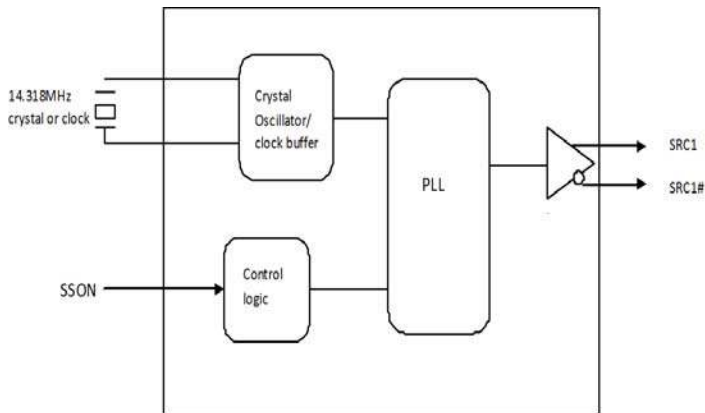 14.318MHz
crystal or clock
Crystal
Oscillator/
clock buffer
PLL
SRC1
SRC1#
SSON
Control
logic